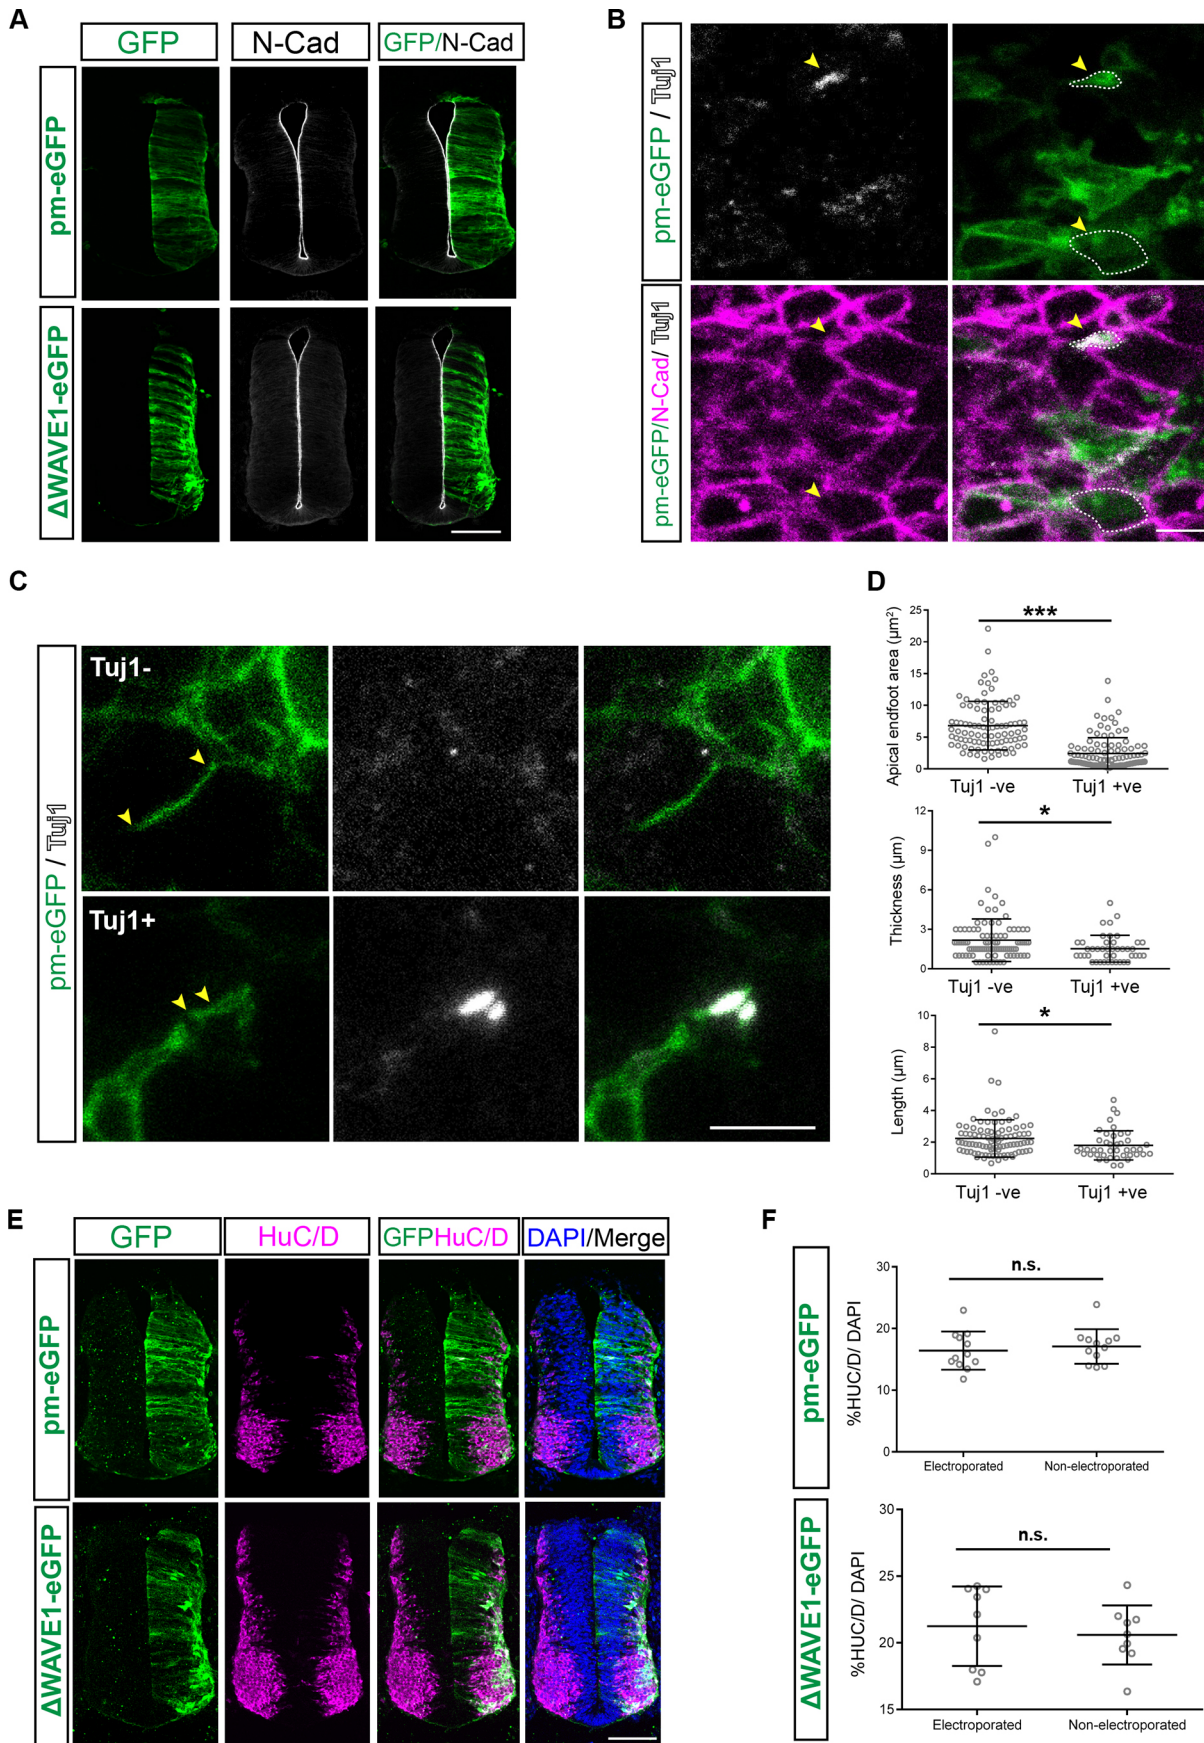 A
GFP
N-Cad
GFP/N-Cad
pm-eGFP
ΔWAVE1-eGFP
B
pm-eGFP / Tuj1
pm-eGFP/N-Cad/ Tuj1
C
pm-eGFP / Tuj1
Tuj1-
Tuj1+
D
Apical endfoot area (µm²)
25
20
15
10
5
0
***
Tuj1 -ve
Tuj1 +ve
Thickness (µm)
12
9
6
3
0
*
Tuj1 -ve
Tuj1 +ve
Length (µm)
10
8
6
4
2
0
*
Tuj1 -ve
Tuj1 +ve
E
GFP
HuC/D
GFPHuC/D
DAPI/Merge
pm-eGFP
ΔWAVE1-eGFP
F
pm-eGFP
%HUC/D/ DAPI
30
20
10
0
n.s.
Electroporated
Non-electroporated
ΔWAVE1-eGFP
%HUC/D/ DAPI
30
25
20
15
n.s.
Electroporated
Non-electroporated